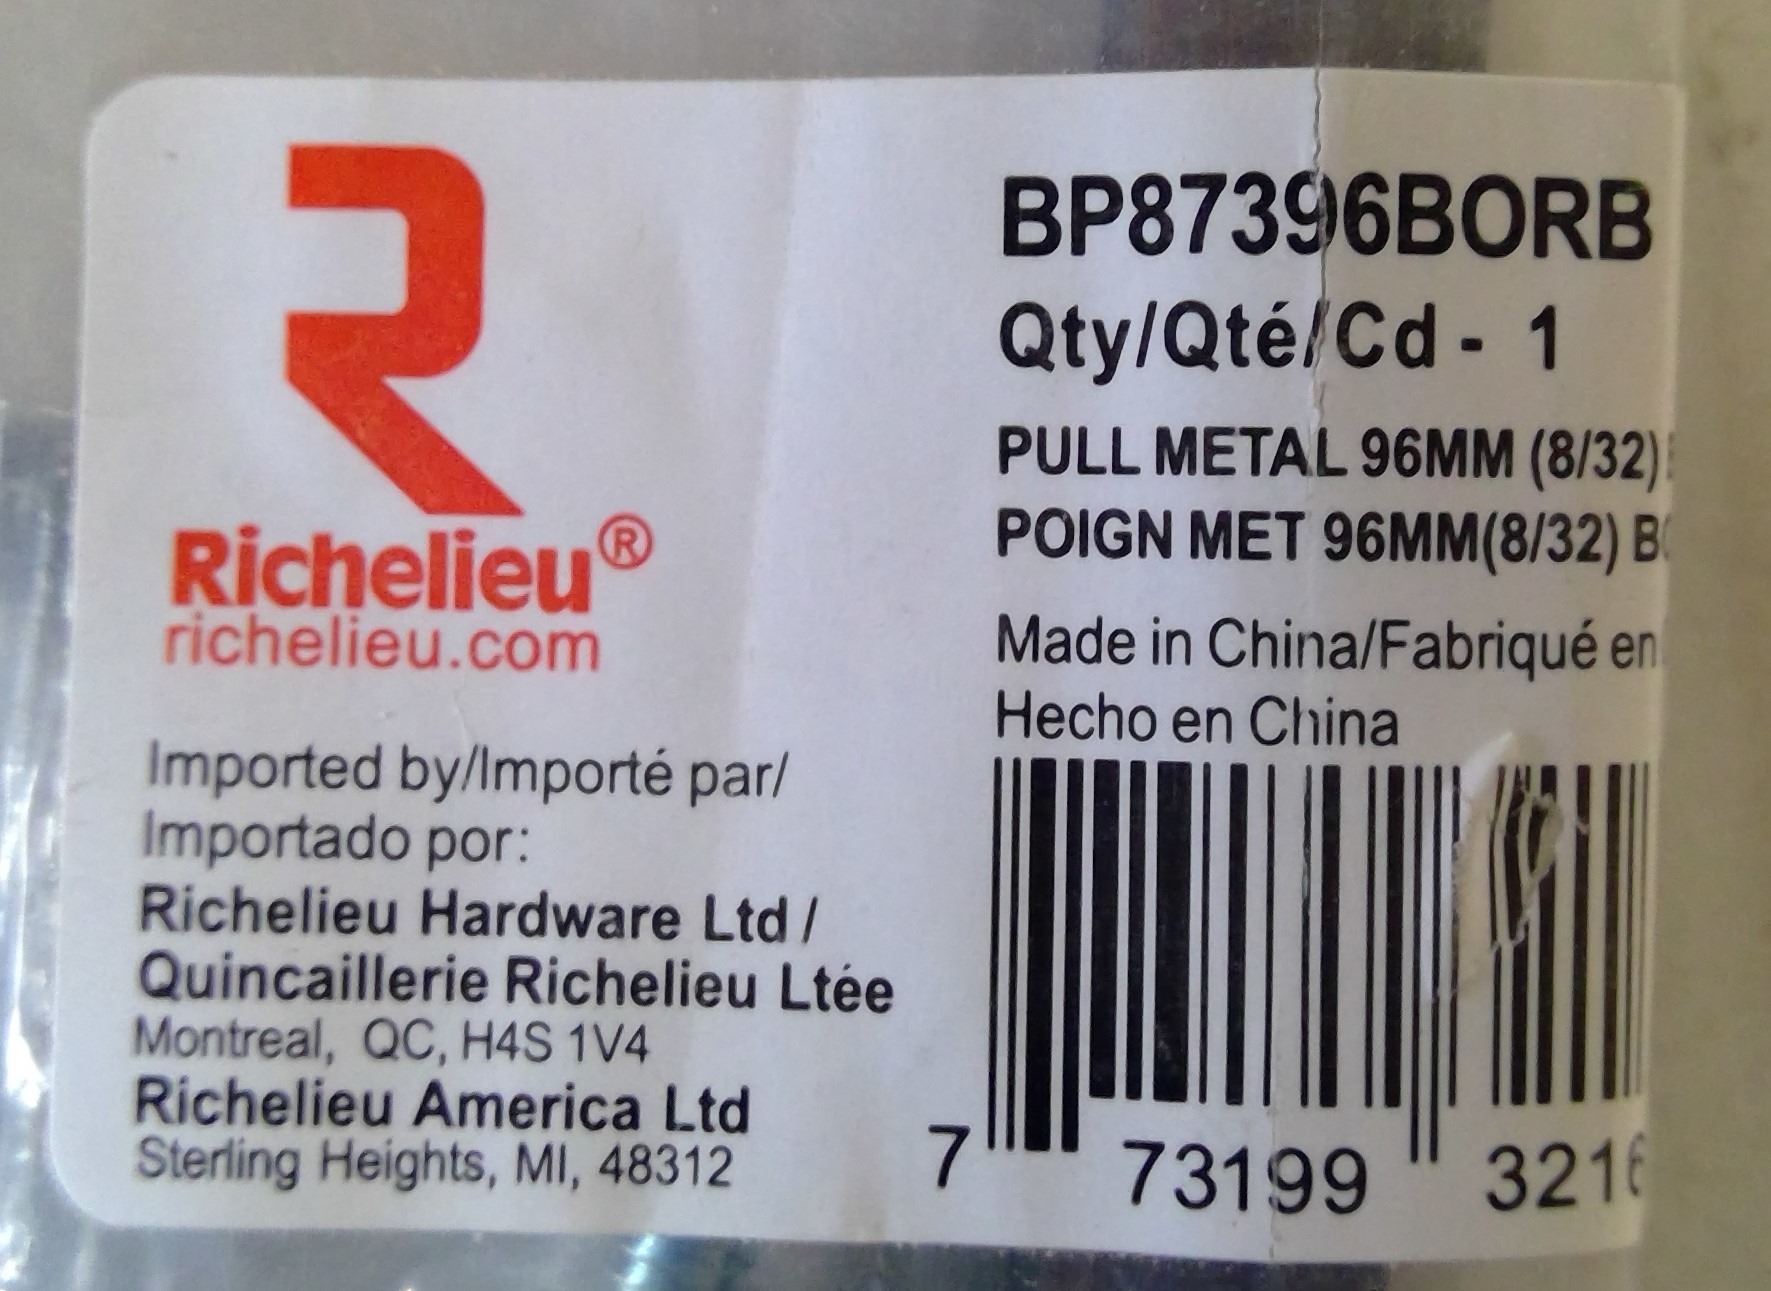 Richelieu®
richelieu.com
Imported by/Importé par/
Importado por:
Richelieu Hardware Ltd /
Quincaillerie Richelieu Ltée
Montreal, QC, H4S 1V4
Richelieu America Ltd
Sterling Heights, MI, 48312
BP87396BORB
Qty/Qté/Cd - 1
PULL METAL 96MM (8/32)
POIGN MET 96MM(8/32)
Made in China/Fabriqué en
Hecho en China
7 73199 321